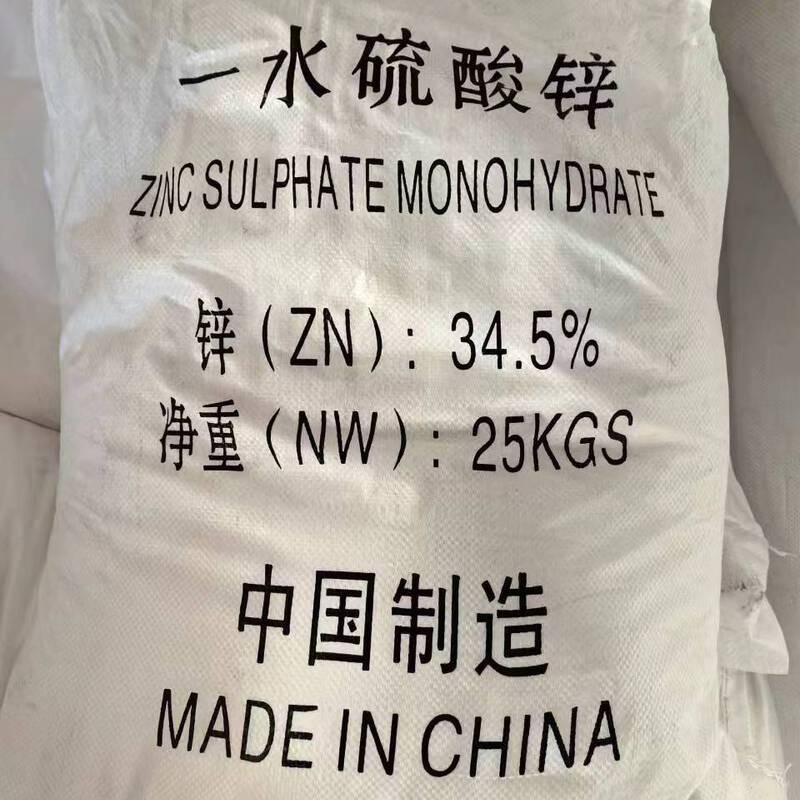 一水硫酸锌
ZINC SULPHATE MONOHYDRATE
锌(ZN): 34.5%
净重(NW): 25KGS
中国制造
MADE IN CHINA